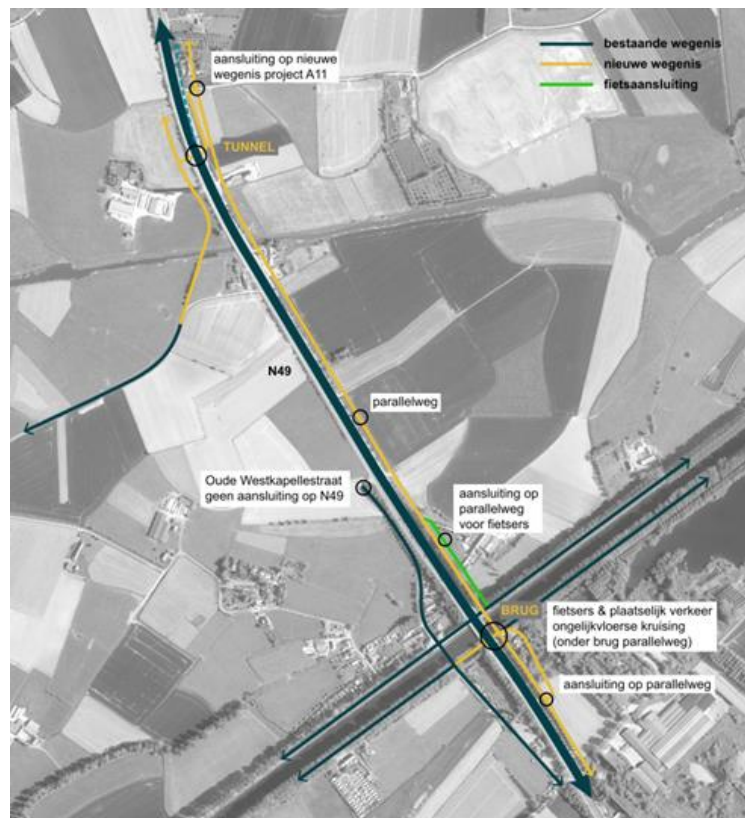 aansluiting op nieuwe
wegenis project A11
bestaande wegenis
nieuwe wegenis
fietsaansluiting
TUNNEL
N49
parallelweg
Oude Westkapellestraat
geen aansluiting op N49
aansluiting op
parallelweg
voor fietsers
BRUG
fietsers & plaatselijk verkeer
ongelijkvloerse kruising
(onder brug parallelweg)
aansluiting op parallelweg